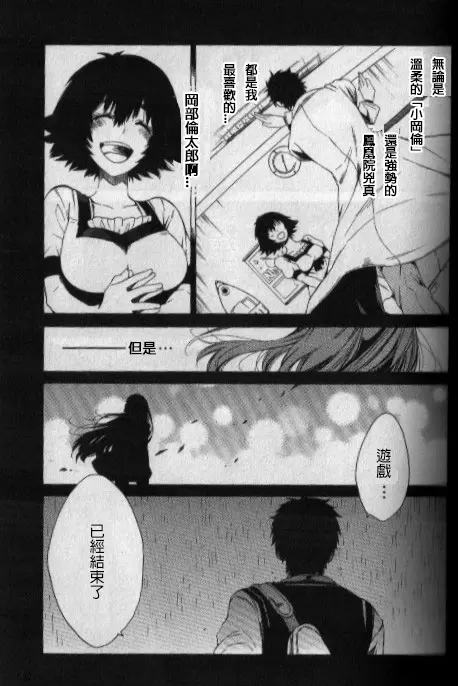 無論是
溫柔的「小岡倫」
還是強勢的
鳳凰院兇真
都是我
最喜歡的…
岡部倫太郎啊…
但是…
遊戲…
已經結束了